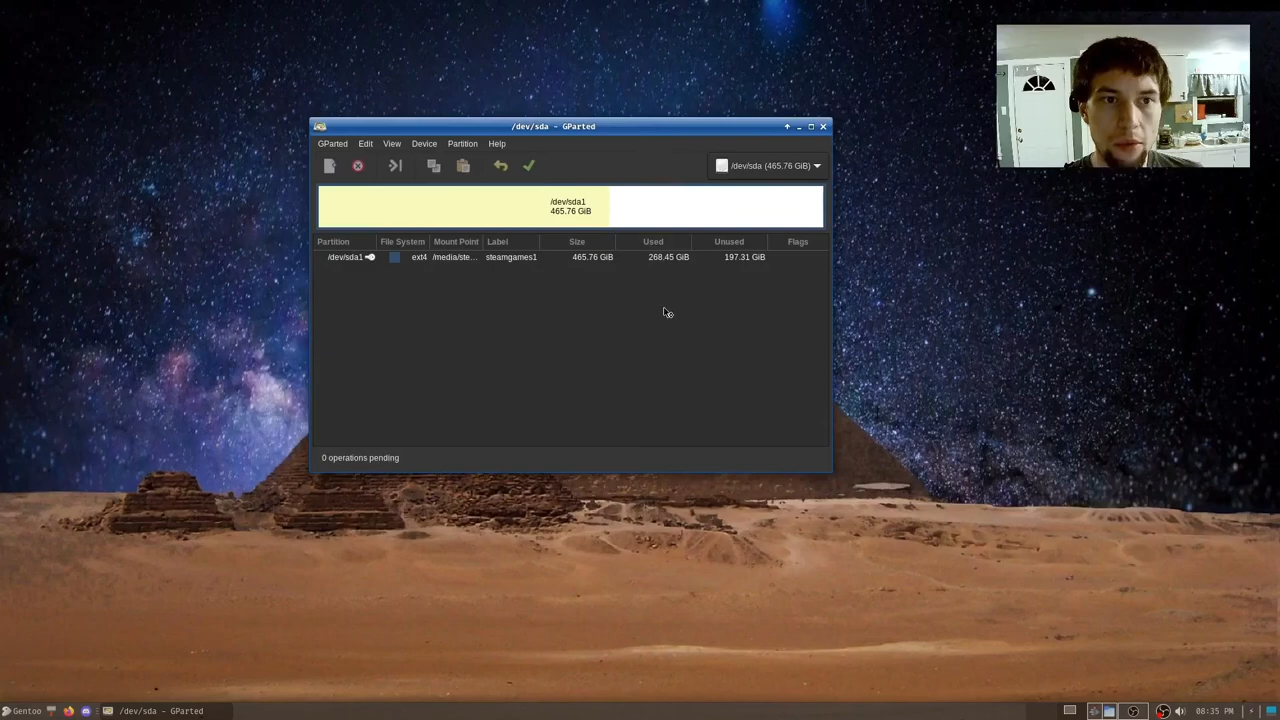 /dev/sda - GParted
GParted Edit View Device Partition Help
/dev/sda (465.76 GiB)
/dev/sda1
465.76 GiB
Partition File System Mount Point Label Size Used Unused Flags
/dev/sda1 ext4 /media/ste... steamgames1 465.76 GiB 268.45 GiB 197.31 GiB
0 operations pending
Gentoo /dev/sda - GParted 08:35 PM